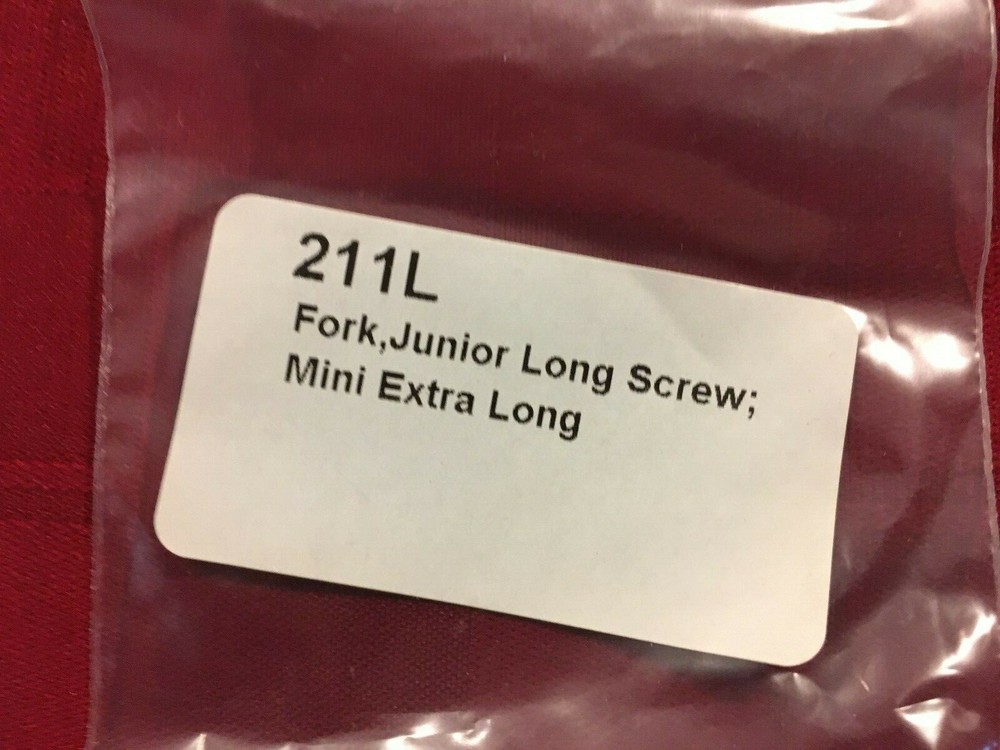 211L
Fork,Junior Long Screw;
Mini Extra Long